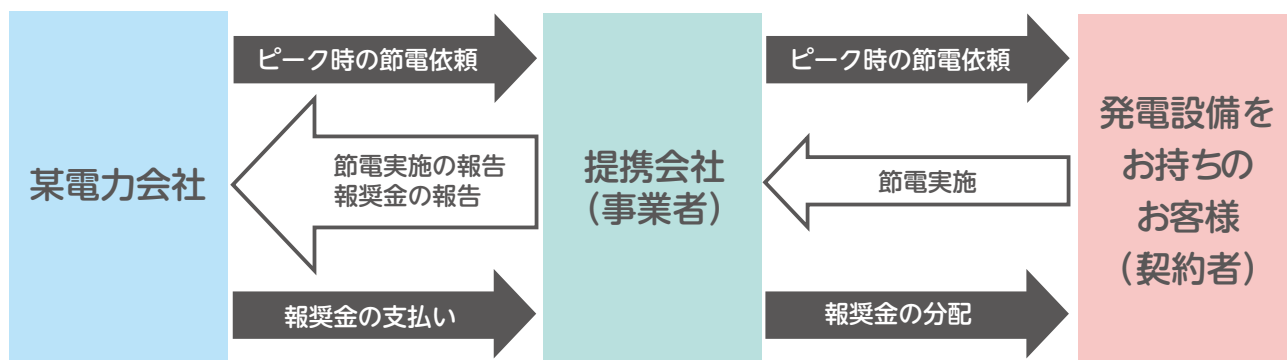 某電力会社
ピーク時の節電依頼
節電実施の報告
報奨金の報告
報奨金の支払い
提携会社
（事業者）
ピーク時の節電依頼
節電実施
報奨金の分配
発電設備を
お持ちの
お客様
（契約者）